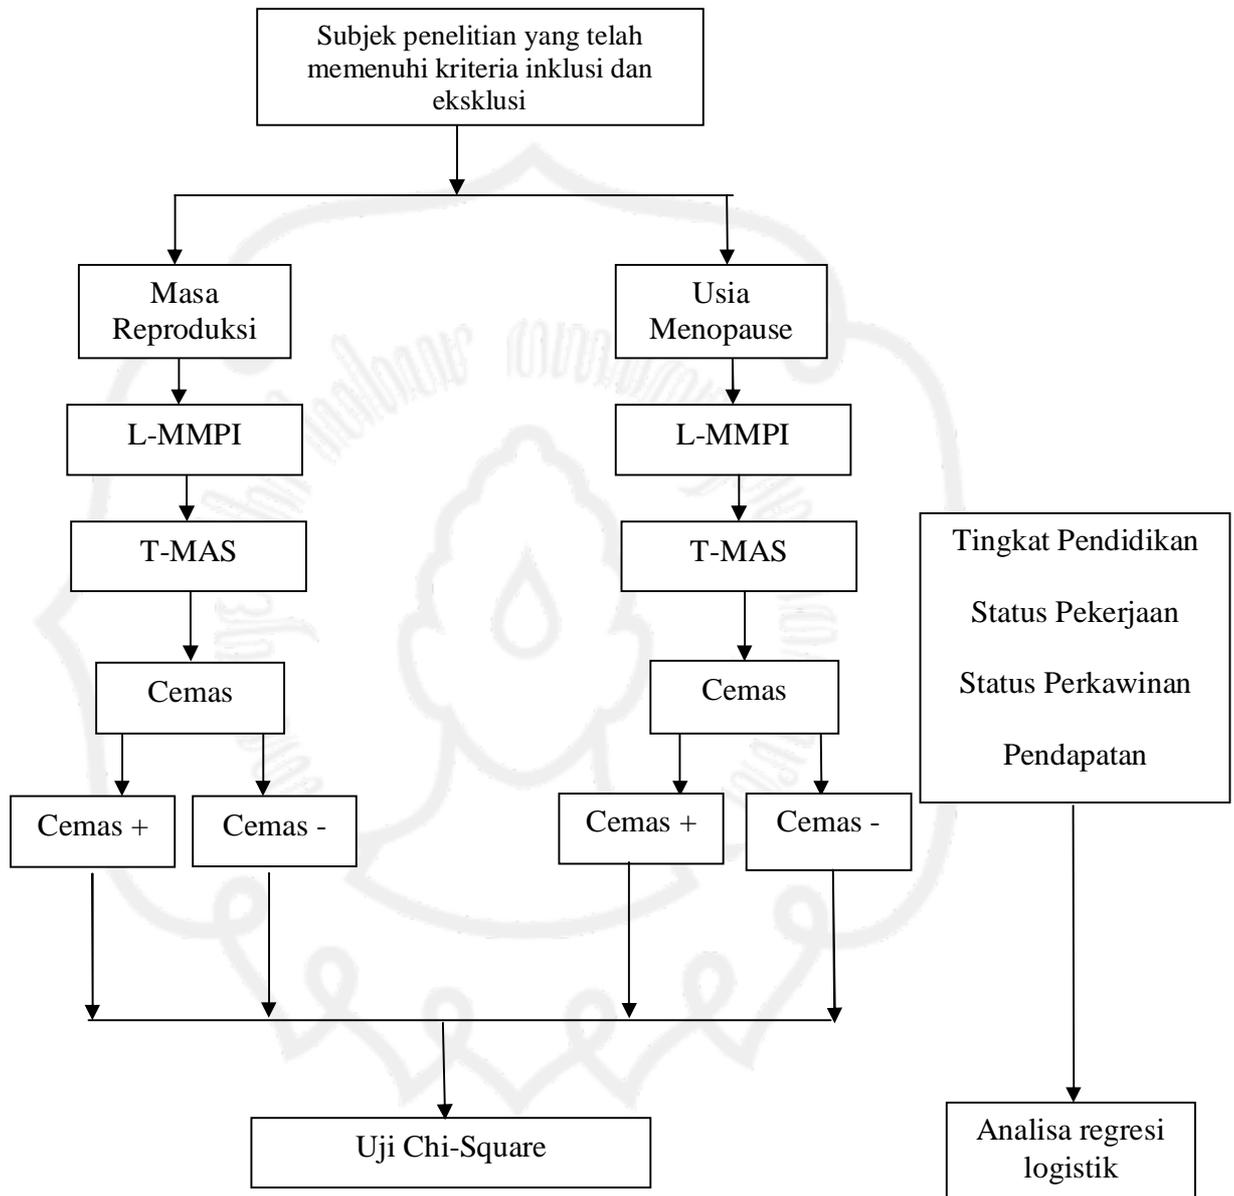 Subjek penelitian yang telah
memenuhi kriteria inklusi dan
eksklusi
Masa
Reproduksi
Usia
Menopause
L-MMPI
L-MMPI
T-MAS
T-MAS
Tingkat Pendidikan
Status Pekerjaan
Status Perkawinan
Pendapatan
Cemas
Cemas
Cemas +
Cemas -
Cemas +
Cemas -
Uji Chi-Square
Analisa regresi
logistik